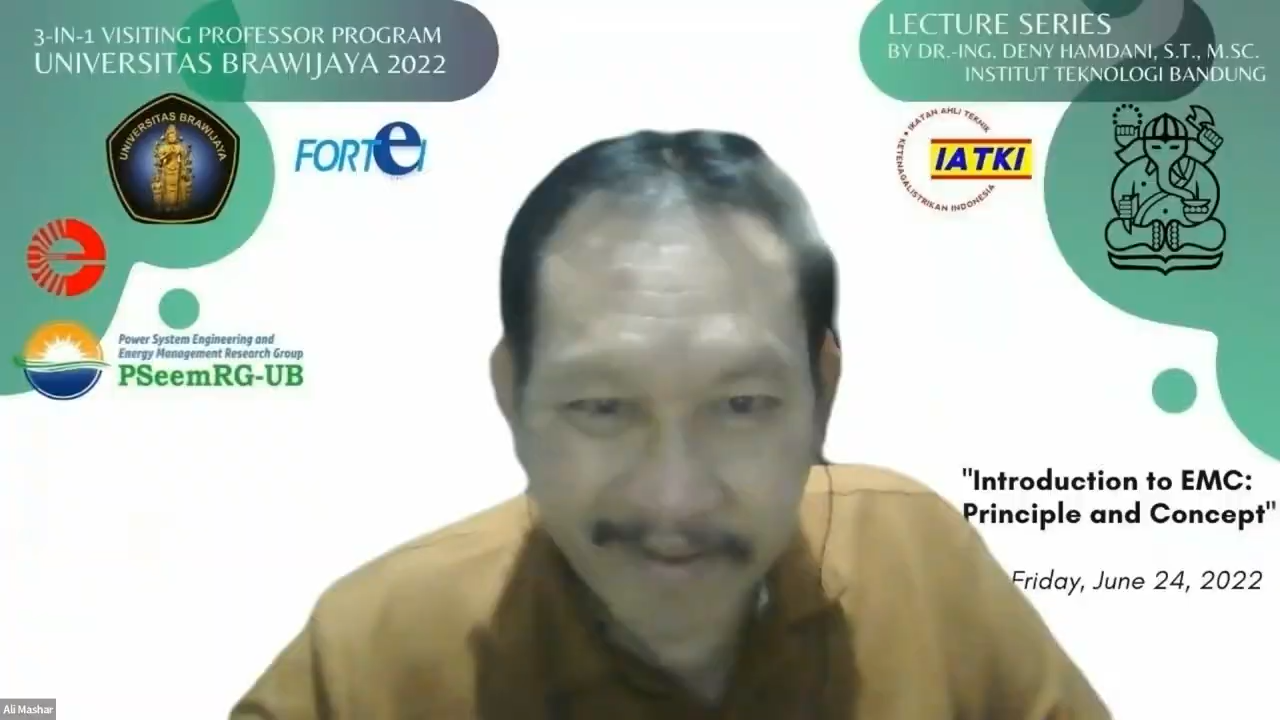 3-IN-1 VISITING PROFESSOR PROGRAM
UNIVERSITAS BRAWIJAYA 2022
LECTURE SERIES
BY DR.-ING. DENY HAMDANI, S.T., M.SC.
INSTITUT TEKNOLOGI BANDUNG
UNIVERSITAS BRAWIJAYA
FORTEI
IKATAN AHLI TEKNIK
IATKI
KETENAGALISTRIKAN INDONESIA
Power System Engineering and
Energy Management Research Group
PSeemRG-UB
"Introduction to EMC:
Principle and Concept"
Friday, June 24, 2022
Ali Mashar